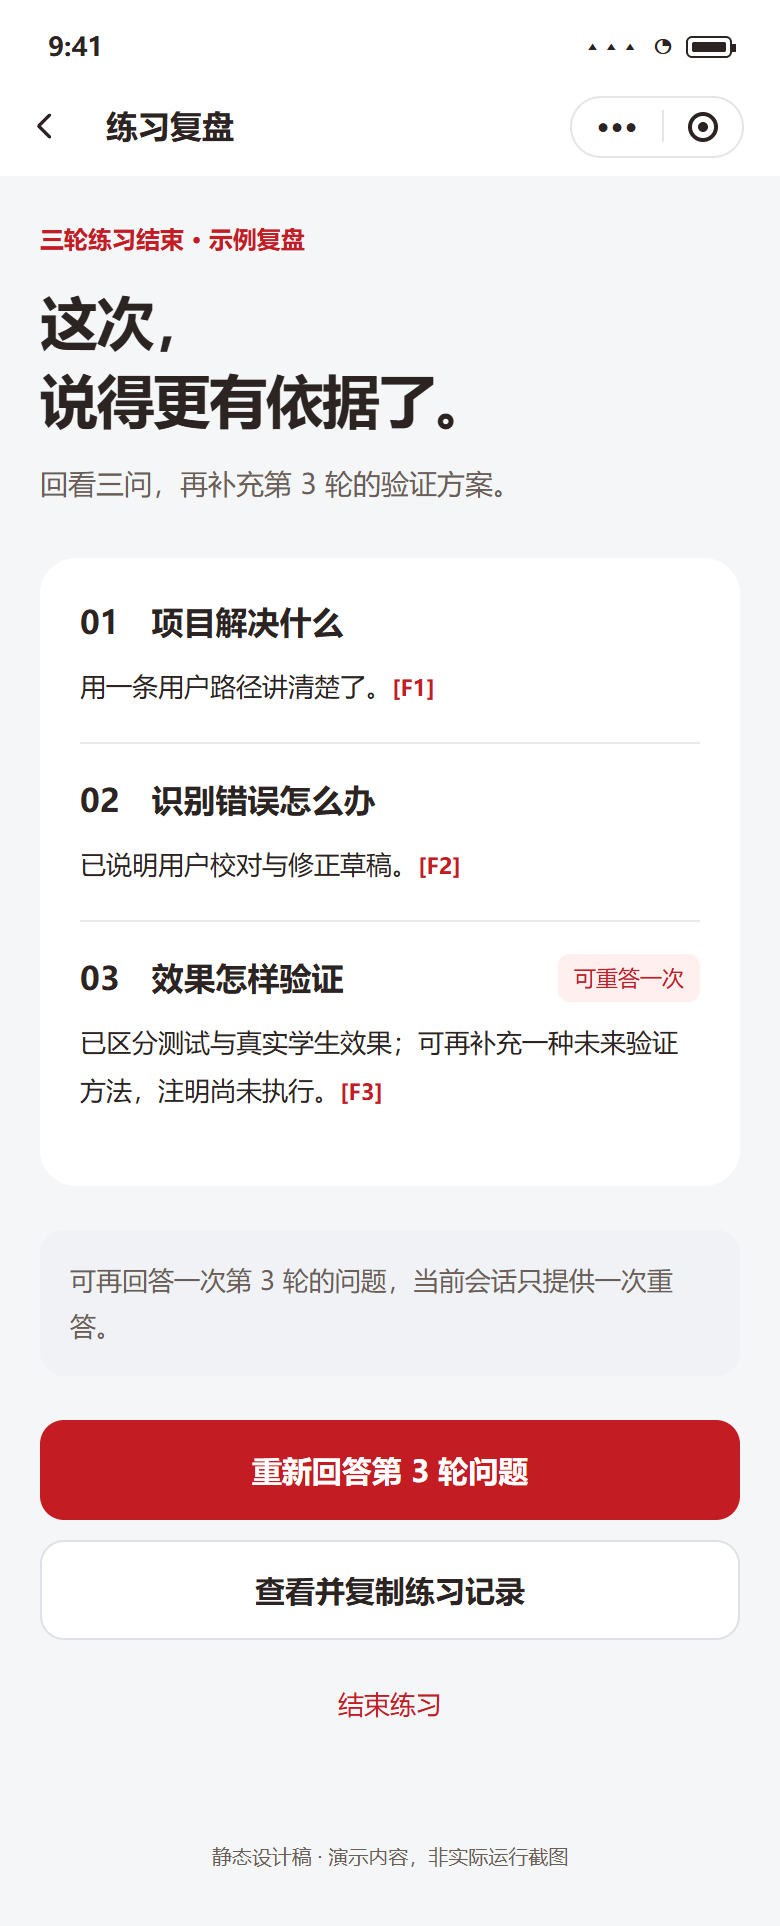 9:41
练习复盘
三轮练习结束 · 示例复盘
这次，
说得更有依据了。
回看三问，再补充第 3 轮的验证方案。
01 项目解决什么
用一条用户路径讲清楚了。[F1]
02 识别错误怎么办
已说明用户校对与修正草稿。[F2]
03 效果怎样验证
可重答一次
已区分测试与真实学生效果；可再补充一种未来验证
方法，注明尚未执行。[F3]
可再回答一次第 3 轮的问题，当前会话只提供一次重
答。
重新回答第 3 轮问题
查看并复制练习记录
结束练习
静态设计稿 · 演示内容，非实际运行截图